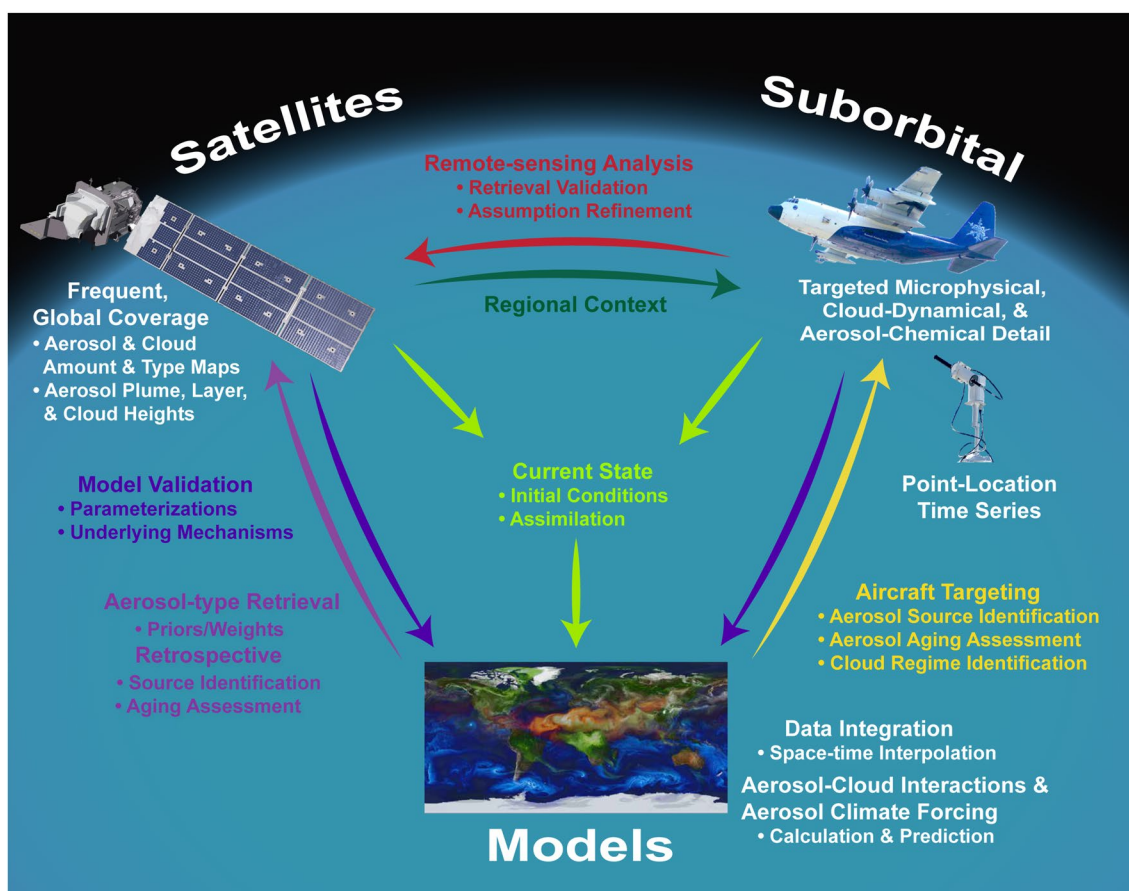 Satellites
Suborbital
Remote-sensing Analysis
• Retrieval Validation
• Assumption Refinement
Regional Context
Frequent,
Global Coverage
• Aerosol & Cloud
Amount & Type Maps
• Aerosol Plume, Layer,
& Cloud Heights
Targeted Microphysical,
Cloud-Dynamical, &
Aerosol-Chemical Detail
Point-Location
Time Series
Current State
• Initial Conditions
• Assimilation
Model Validation
• Parameterizations
• Underlying Mechanisms
Aerosol-type Retrieval
• Priors/Weights
Retrospective
• Source Identification
• Aging Assessment
Aircraft Targeting
• Aerosol Source Identification
• Aerosol Aging Assessment
• Cloud Regime Identification
Data Integration
• Space-time Interpolation
Aerosol-Cloud Interactions &
Aerosol Climate Forcing
• Calculation & Prediction
Models